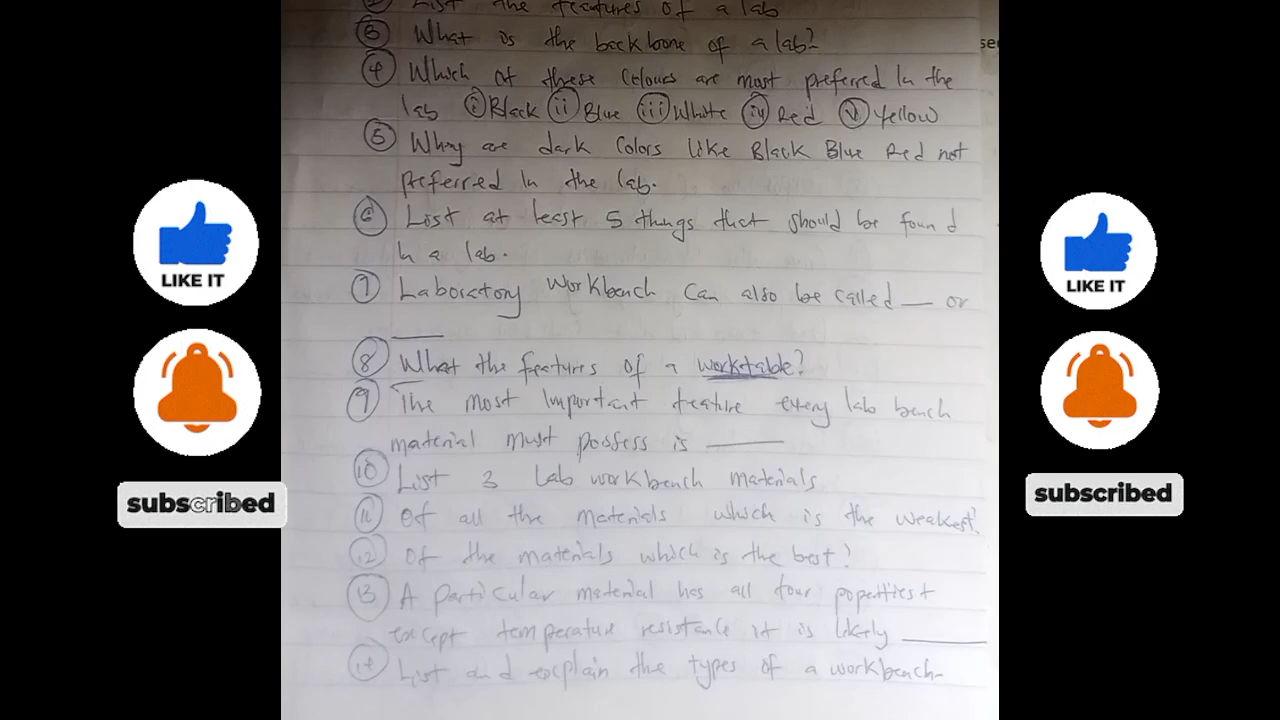 ② List the features of a lab
③ What is the backbone of a lab?
④ Which of these Colours are most preferred In the
lab ⓘ Black ⓘⓘ Blue ⓘⓘⓘ White ⓘⓥ Red ⓥ Yellow
⑤ Whny are dark Colors like Black Blue Red not
preferred In the lab.
⑥ List at least 5 things that should be found
In a lab.
⑦ Laboratory Workbench Can also be called ___ or
___
⑧ What the features of a worktable?
⑨ The most Important feature every lab bench
material must possess is ___
⑩ List 3 Lab workbench materials
⑪ Of all the materials which is the weakest?
⑫ Of the materials which is the best?
⑬ A particular material has all four poperties +
except temperature resistance it is likely ___
⑭ List and explain the types of a workbench-
LIKE IT
subscribed
LIKE IT
subscribed